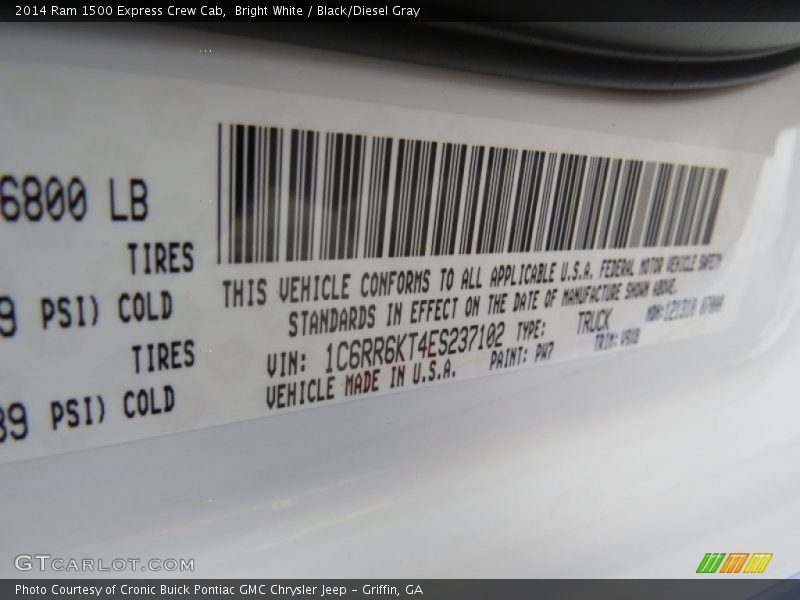 2014 Ram 1500 Express Crew Cab,  Bright White / Black/Diesel Gray
6800 LB
TIRES
9 PSI) COLD
TIRES
39 PSI) COLD
THIS VEHICLE CONFORMS TO ALL APPLICABLE U.S.A. FEDERAL MOTOR VEHICLE SAFETY
STANDARDS IN EFFECT ON THE DATE OF MANUFACTURE SHOWN ABOVE.
VIN: 1C6RR6KT4ES237102 TYPE: TRUCK
VEHICLE MADE IN U.S.A. PAINT: PW7 TRIM:
GTCARLOT.COM
Photo Courtesy of Cronic Buick Pontiac GMC Chrysler Jeep – Griffin, GA